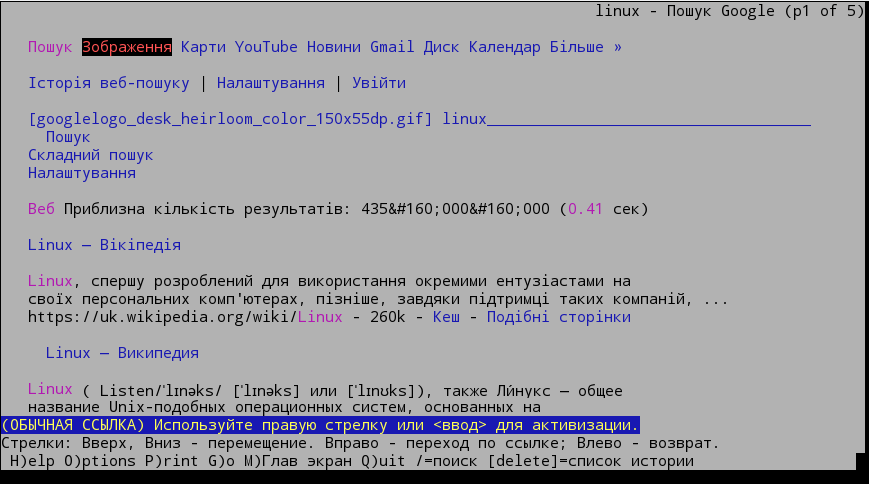 linux - Пошук Google (p1 of 5)
Пошук Зображення Карти YouTube Новини Gmail Диск Календар Більше »
Історія веб-пошуку | Налаштування | Увійти
[googlelogo_desk_heirloom_color_150x55dp.gif] linux____________________________________
Пошук
Складний пошук
Налаштування
Веб Приблизна кількість результатів: 435&#160;000&#160;000 (0.41 сек)
Linux — Вікіпедія
Linux, спершу розроблений для використання окремими ентузіастами на
своїх персональних комп'ютерах, пізніше, завдяки підтримці таких компаній, ...
https://uk.wikipedia.org/wiki/Linux - 260k - Кеш - Подібні сторінки
Linux — Википедия
Linux ( Listen/ˈlɪnəks/ [ˈlɪnəks] или [ˈlɪnʊks]), также Ли́нукс — общее
название Unix-подобных операционных систем, основанных на
(ОБЫЧНАЯ ССЫЛКА) Используйте правую стрелку или <ввод> для активизации.
Стрелки: Вверх, Вниз - перемещение. Вправо - переход по ссылке; Влево - возврат.
H)elp O)ptions P)rint G)o M)Глав экран Q)uit /=поиск [delete]=список истории